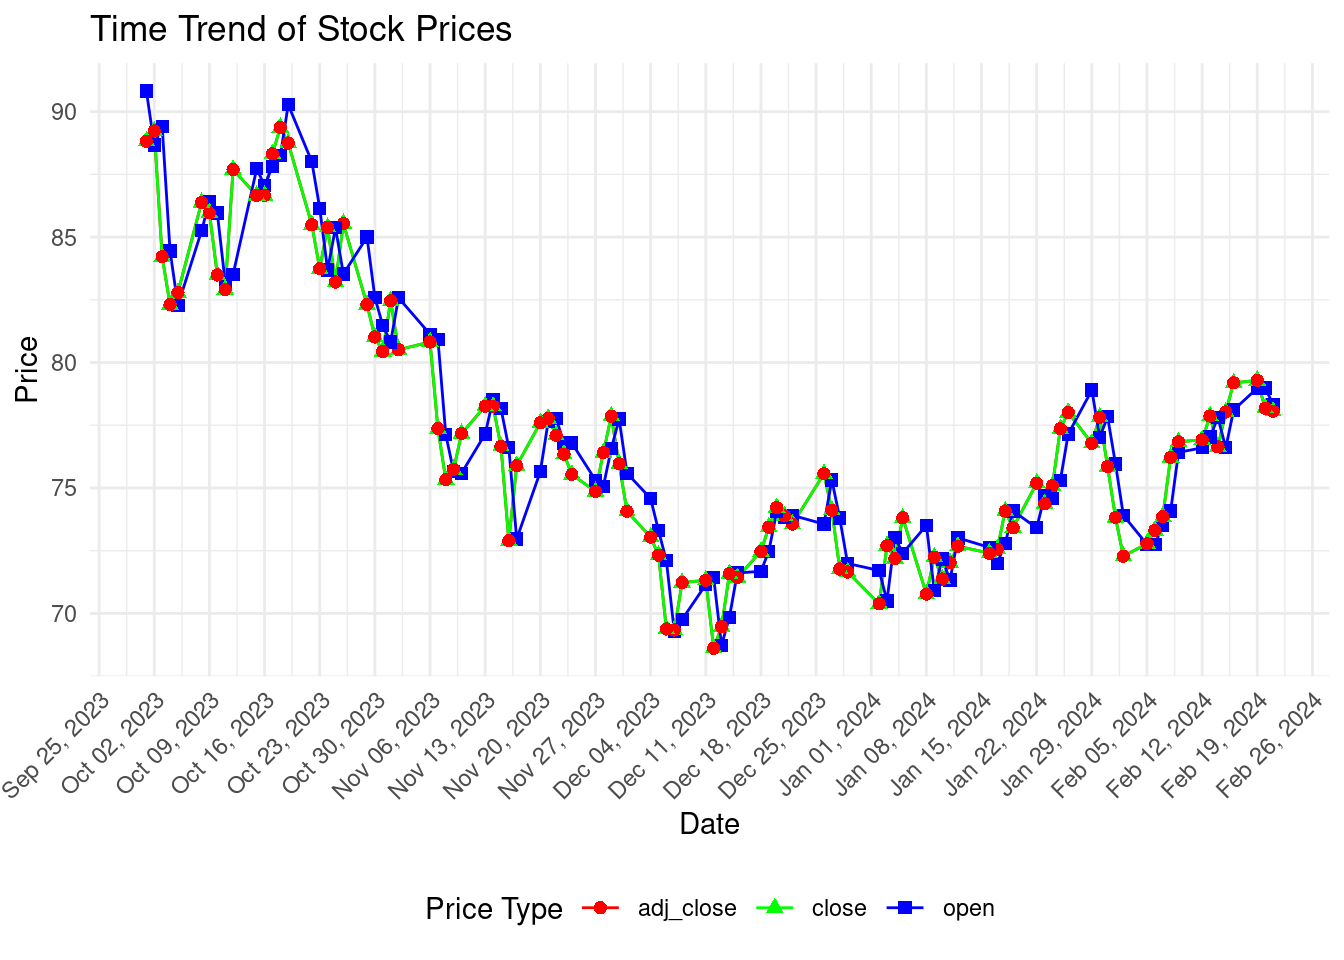 Time Trend of Stock Prices
Price
90
85
80
75
70
Sep 25, 2023
Oct 02, 2023
Oct 09, 2023
Oct 16, 2023
Oct 23, 2023
Oct 30, 2023
Nov 06, 2023
Nov 13, 2023
Nov 20, 2023
Nov 27, 2023
Dec 04, 2023
Dec 11, 2023
Dec 18, 2023
Dec 25, 2023
Jan 01, 2024
Jan 08, 2024
Jan 15, 2024
Jan 22, 2024
Jan 29, 2024
Feb 05, 2024
Feb 12, 2024
Feb 19, 2024
Feb 26, 2024
Date
Price Type adj_close close open